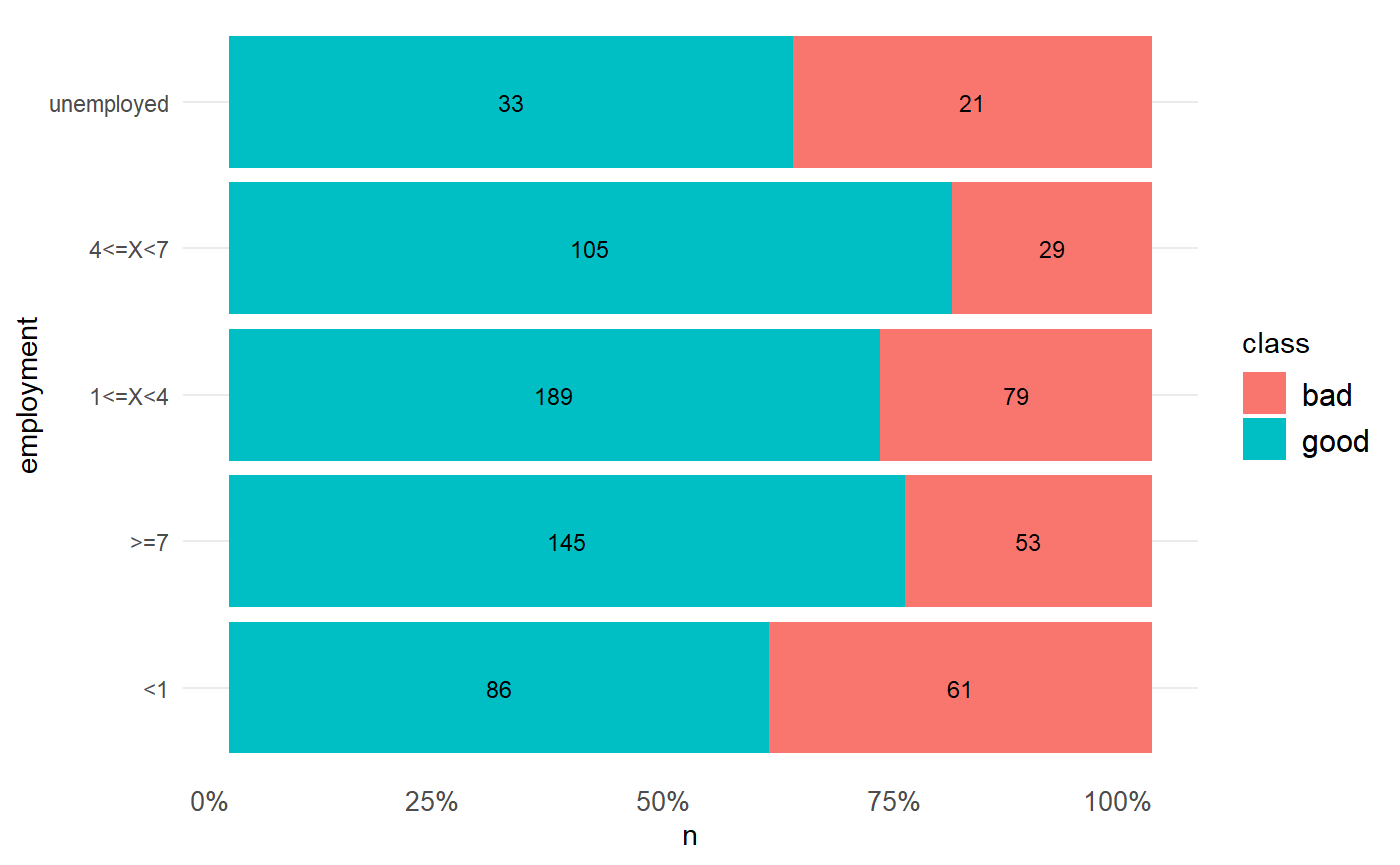 unemployed
33
21
4<=X<7
105
29
1<=X<4
189
79
>=7
145
53
<1
86
61
0%
25%
50%
75%
100%
n
employment
class
bad
good